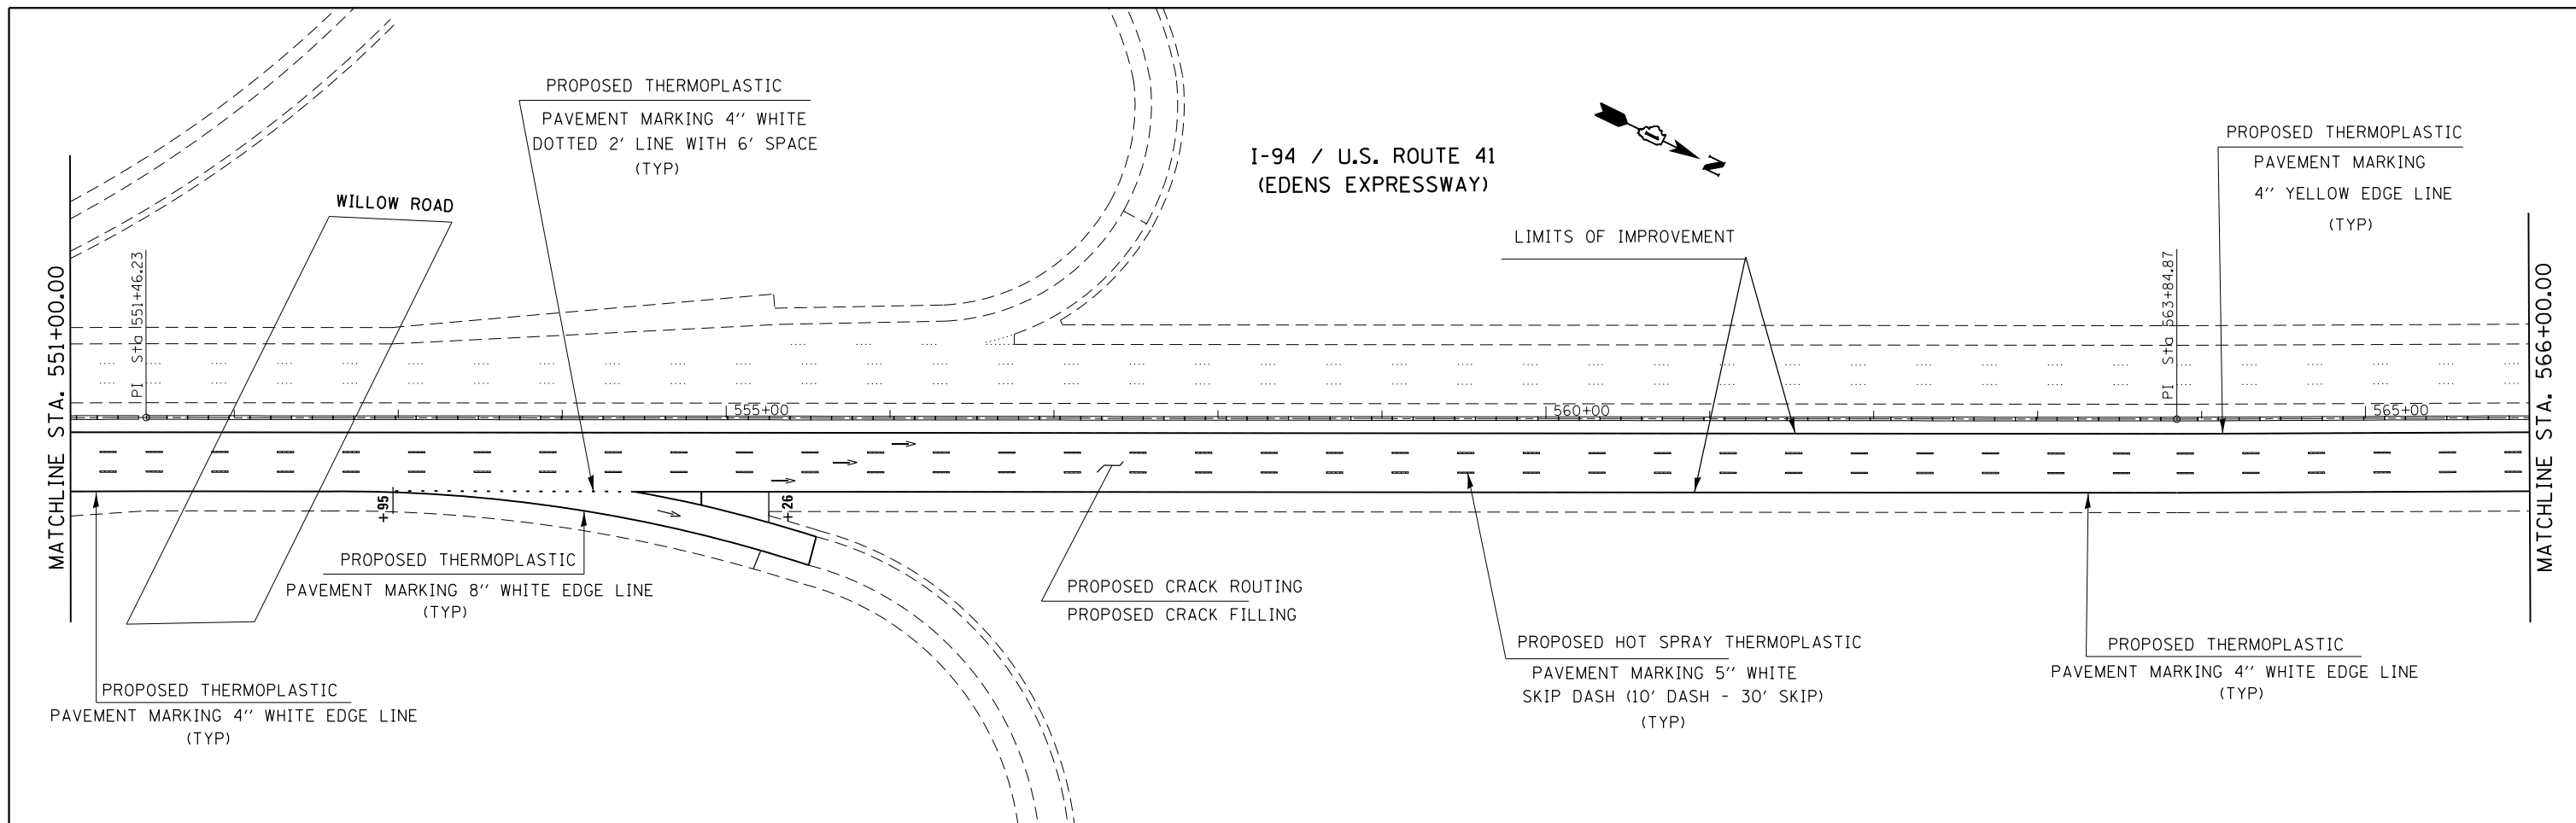 PROPOSED THERMOPLASTIC
PAVEMENT MARKING 4" WHITE
DOTTED 2' LINE WITH 6' SPACE
(TYP)
WILLOW ROAD
I-94 / U.S. ROUTE 41
(EDENS EXPRESSWAY)
N
PROPOSED THERMOPLASTIC
PAVEMENT MARKING
4" YELLOW EDGE LINE
(TYP)
LIMITS OF IMPROVEMENT
MATCHLINE STA. 551+00.00
PI Sta 551+46.23
555+00
560+00
PI Sta 563+84.87
565+00
MATCHLINE STA. 566+00.00
+95
+26
PROPOSED THERMOPLASTIC
PAVEMENT MARKING 8" WHITE EDGE LINE
(TYP)
PROPOSED CRACK ROUTING
PROPOSED CRACK FILLING
PROPOSED HOT SPRAY THERMOPLASTIC
PAVEMENT MARKING 5" WHITE
SKIP DASH (10' DASH - 30' SKIP)
(TYP)
PROPOSED THERMOPLASTIC
PAVEMENT MARKING 4" WHITE EDGE LINE
(TYP)
PROPOSED THERMOPLASTIC
PAVEMENT MARKING 4" WHITE EDGE LINE
(TYP)